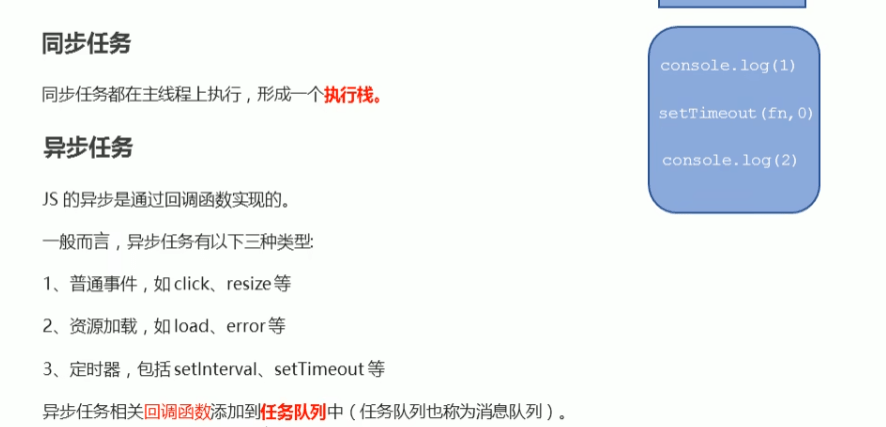 同步任务
同步任务都在主线程上执行，形成一个执行栈。
异步任务
JS 的异步是通过回调函数实现的。
一般而言，异步任务有以下三种类型:
1、普通事件，如 click、resize 等
2、资源加载，如 load、error 等
3、定时器，包括 setInterval、setTimeout 等
异步任务相关回调函数添加到任务队列中（任务队列也称为消息队列）。
console.log(1)
setTimeout(fn,0)
console.log(2)